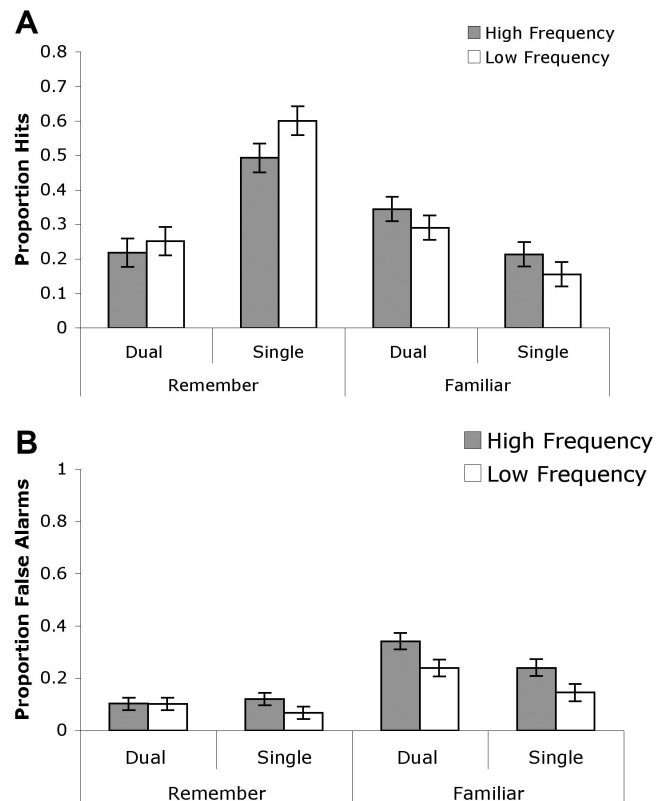 A
High Frequency
Low Frequency
Proportion Hits
0.8
0.7
0.6
0.5
0.4
0.3
0.2
0.1
0
Dual
Single
Dual
Single
Remember
Familiar
B
High Frequency
Low Frequency
Proportion False Alarms
1
0.8
0.6
0.4
0.2
0
Dual
Single
Dual
Single
Remember
Familiar